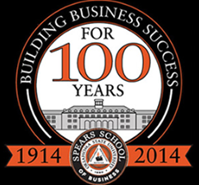 BUILDING BUSINESS SUCCESS
FOR
100
YEARS
1914
2014
SPEARS SCHOOL
OF BUSINESS